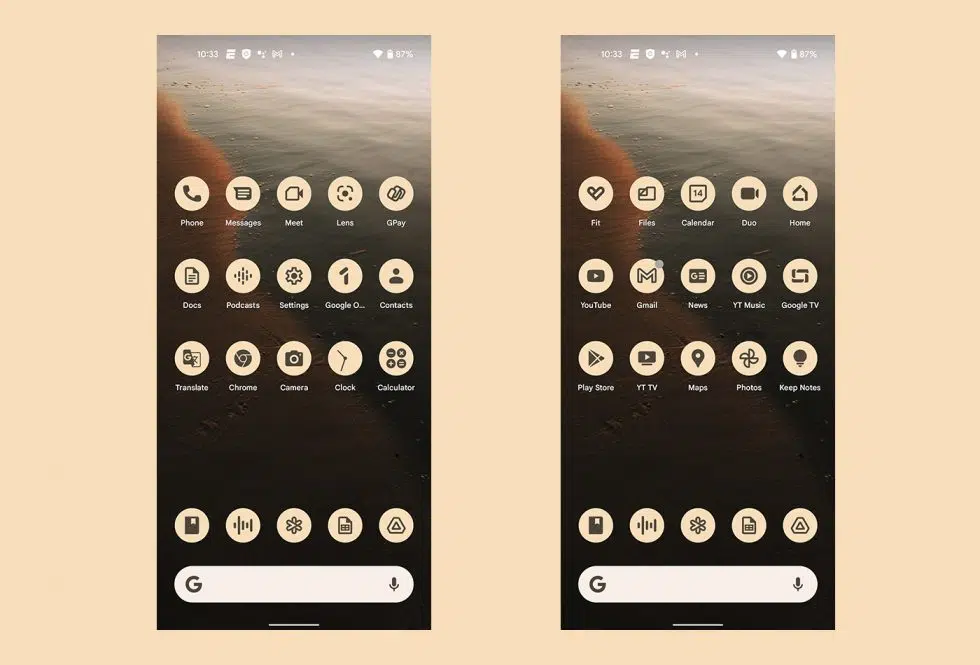 10:33 87%
Phone Messages Meet Lens GPay
Docs Podcasts Settings Google O... Contacts
Translate Chrome Camera Clock Calculator
G
10:33 87%
14
Fit Files Calendar Duo Home
G
YouTube Gmail News YT Music Google TV
Play Store YT TV Maps Photos Keep Notes
G